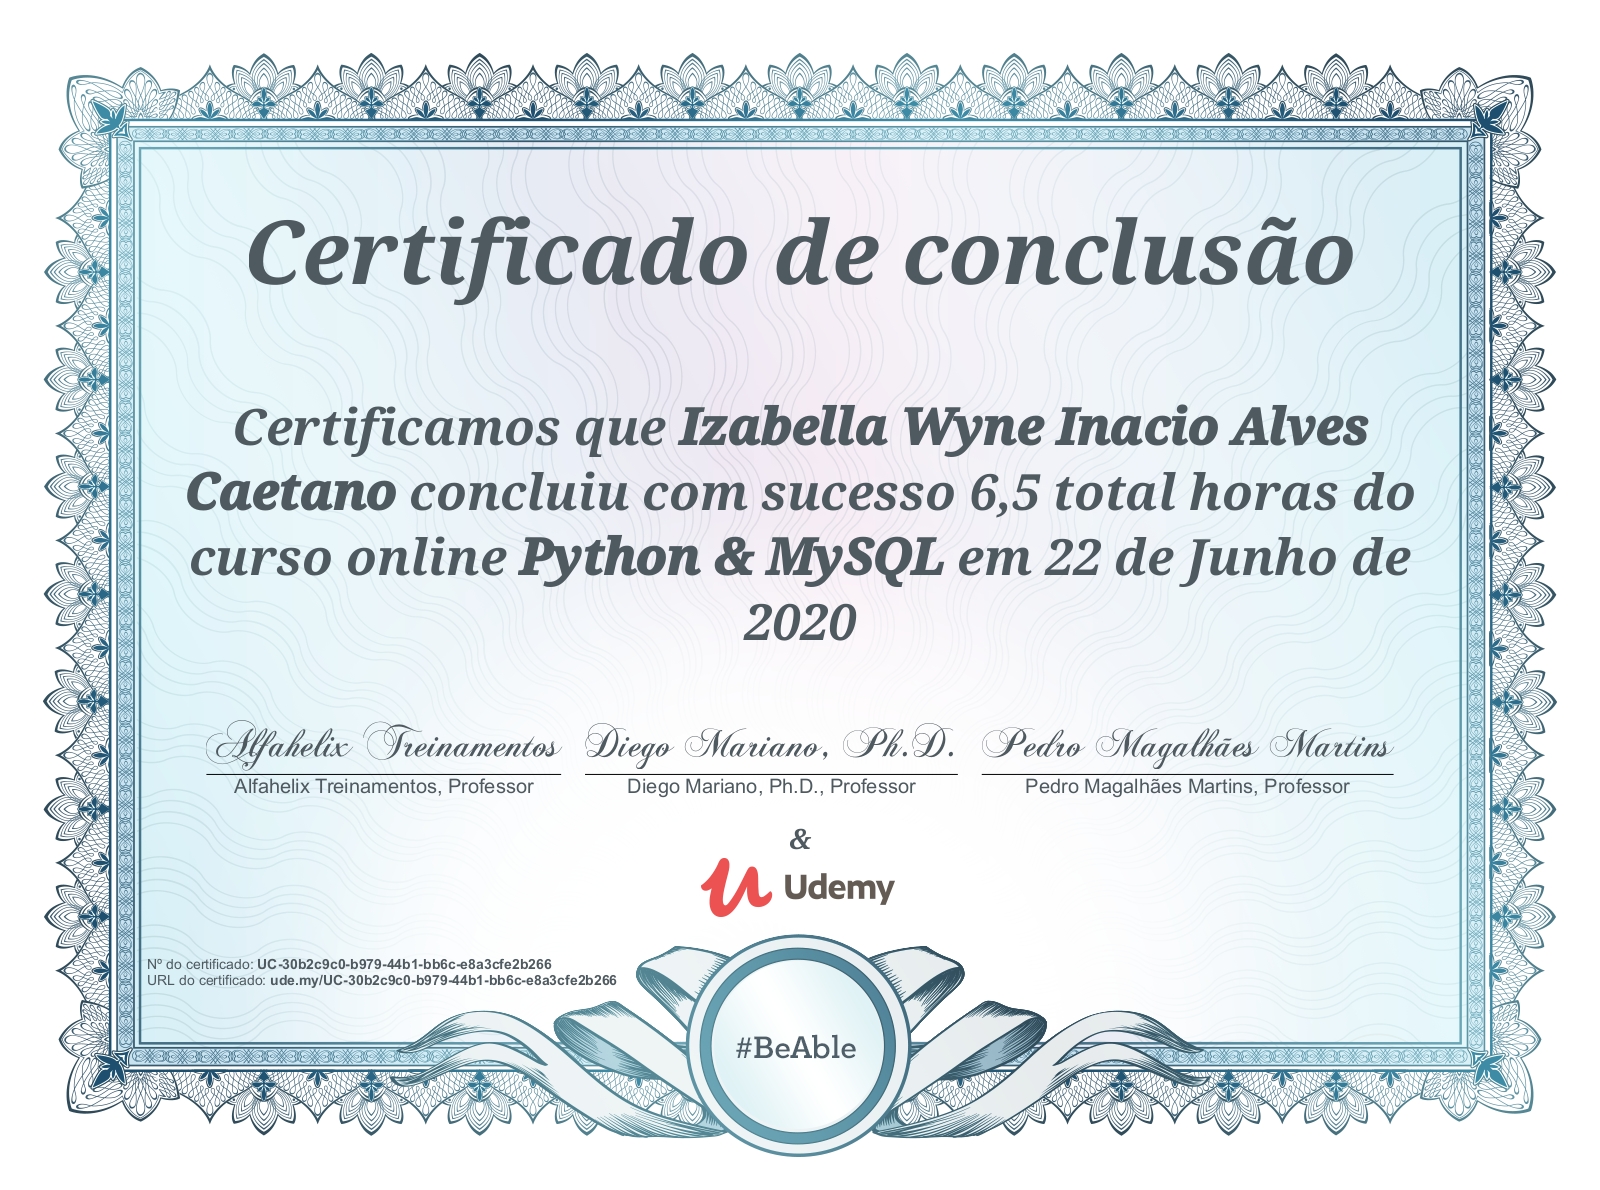 Certificado de conclusão
Certificamos que Izabella Wyne Inacio Alves
Caetano concluiu com sucesso 6,5 total horas do
curso online Python & MySQL em 22 de Junho de
2020
Alfahelix Treinamentos Diego Mariano, Ph.D. Pedro Magalhães Martins
Alfahelix Treinamentos, Professor Diego Mariano, Ph.D., Professor Pedro Magalhães Martins, Professor
&
Udemy
Nº do certificado: UC-30b2c9c0-b979-44b1-bb6c-e8a3cfe2b266
URL do certificado: ude.my/UC-30b2c9c0-b979-44b1-bb6c-e8a3cfe2b266
#BeAble